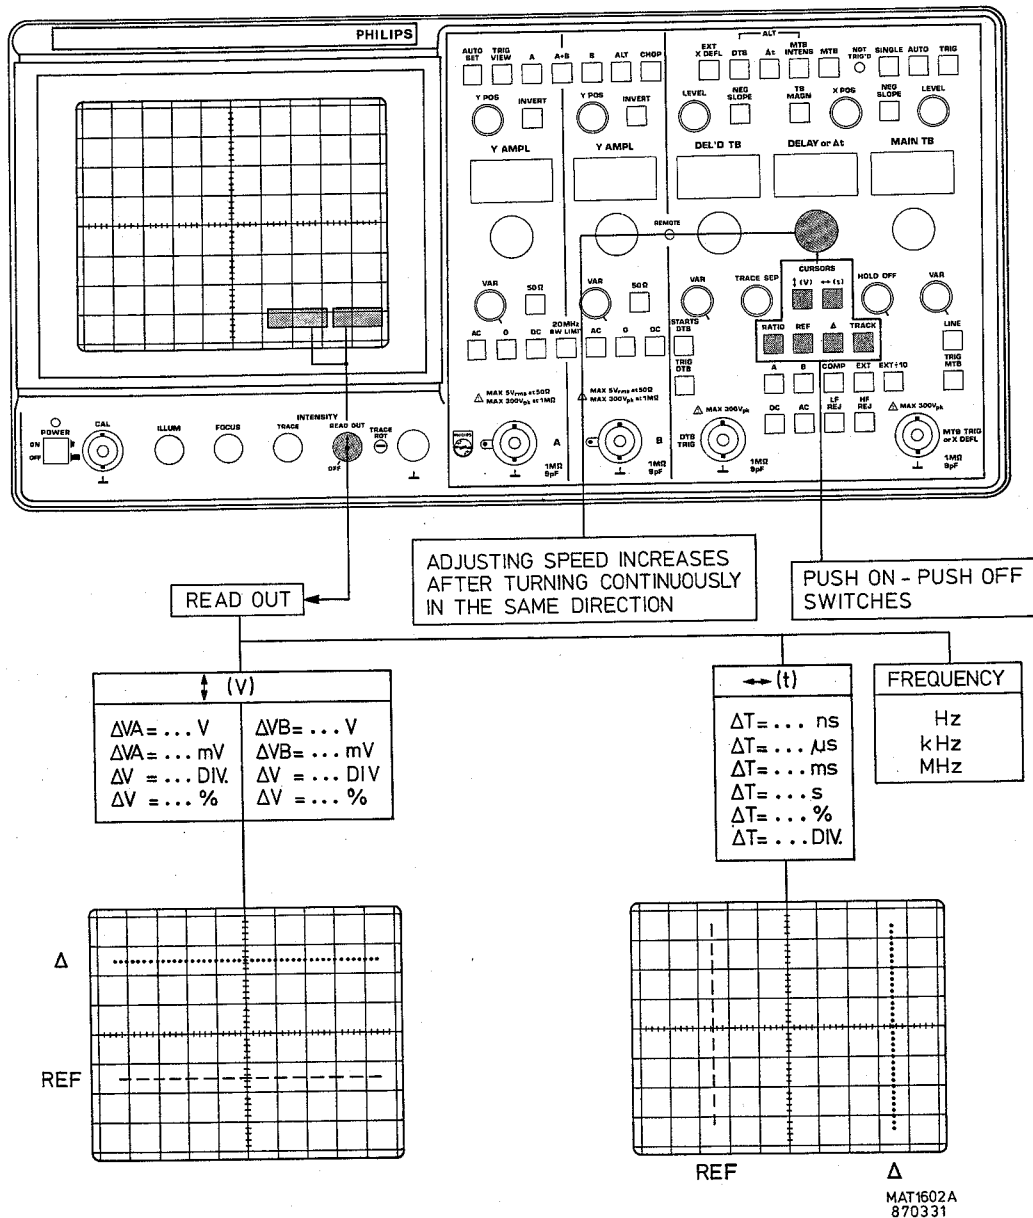 PHILIPS
AUTO SET
TRIG VIEW
A
A+B
B
ALT
CHOP
EXT X DEFL
ALT
DTB
Δt
MTB INTENS
MTB
NOT TRIG'D
SINGLE
AUTO
TRIG
Y POS
INVERT
Y POS
INVERT
LEVEL
NEG SLOPE
TB MAGN
X POS
NEG SLOPE
LEVEL
Y AMPL
Y AMPL
DEL'D TB
DELAY or Δt
MAIN TB
REMOTE
CURSORS
↕ (V)
↔ (t)
VAR
50Ω
VAR
50Ω
VAR
TRACE SEP
HOLD OFF
VAR
AC
0
DC
20MHz BW LIMIT
AC
0
DC
STARTS DTB
RATIO
REF
Δ
TRACK
LINE
TRIG DTB
A
B
COMP
EXT
EXT÷10
TRIG MTB
DC
AC
LF REJ
HF REJ
MAX 5Vrms at 50Ω
MAX 300Vpk at 1MΩ
MAX 5Vrms at 50Ω
MAX 300Vpk at 1MΩ
MAX 300Vpk
MAX 300Vpk
POWER
ON
OFF
CAL
ILLUM
FOCUS
INTENSITY
TRACE
READ OUT
OFF
TRACE ROT
A
1MΩ
9pF
B
1MΩ
9pF
DTB TRIG
1MΩ
9pF
MTB TRIG
or X DEFL
1MΩ
9pF
ADJUSTING SPEED INCREASES
AFTER TURNING CONTINUOUSLY
IN THE SAME DIRECTION
PUSH ON - PUSH OFF
SWITCHES
READ OUT
↕ (V)
ΔVA = ... V
ΔVA = ... mV
ΔV = ... DIV.
ΔV = ... %
ΔVB = ... V
ΔVB = ... mV
ΔV = ... DIV
ΔV = ... %
↔ (t)
ΔT = ... ns
ΔT = ... μs
ΔT = ... ms
ΔT = ... s
ΔT = ... %
ΔT = ... DIV.
FREQUENCY
Hz
kHz
MHz
Δ
REF
REF
Δ
MAT1602A
870331